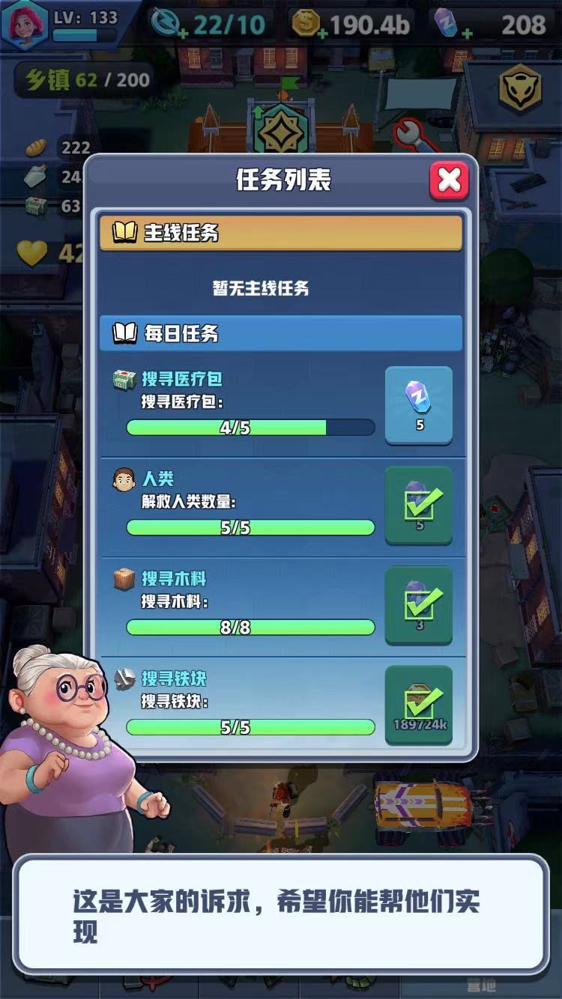 LV: 133
22/10
190.4b
208
乡镇 62 / 200
222
24
63
42
任务列表
主线任务
暂无主线任务
每日任务
搜寻医疗包
搜寻医疗包:
4/5
5
人类
解救人类数量:
5/5
5
搜寻木料
搜寻木料:
8/8
3
搜寻铁块
搜寻铁块:
5/5
189724k
这是大家的诉求，希望你能帮他们实
现
营地